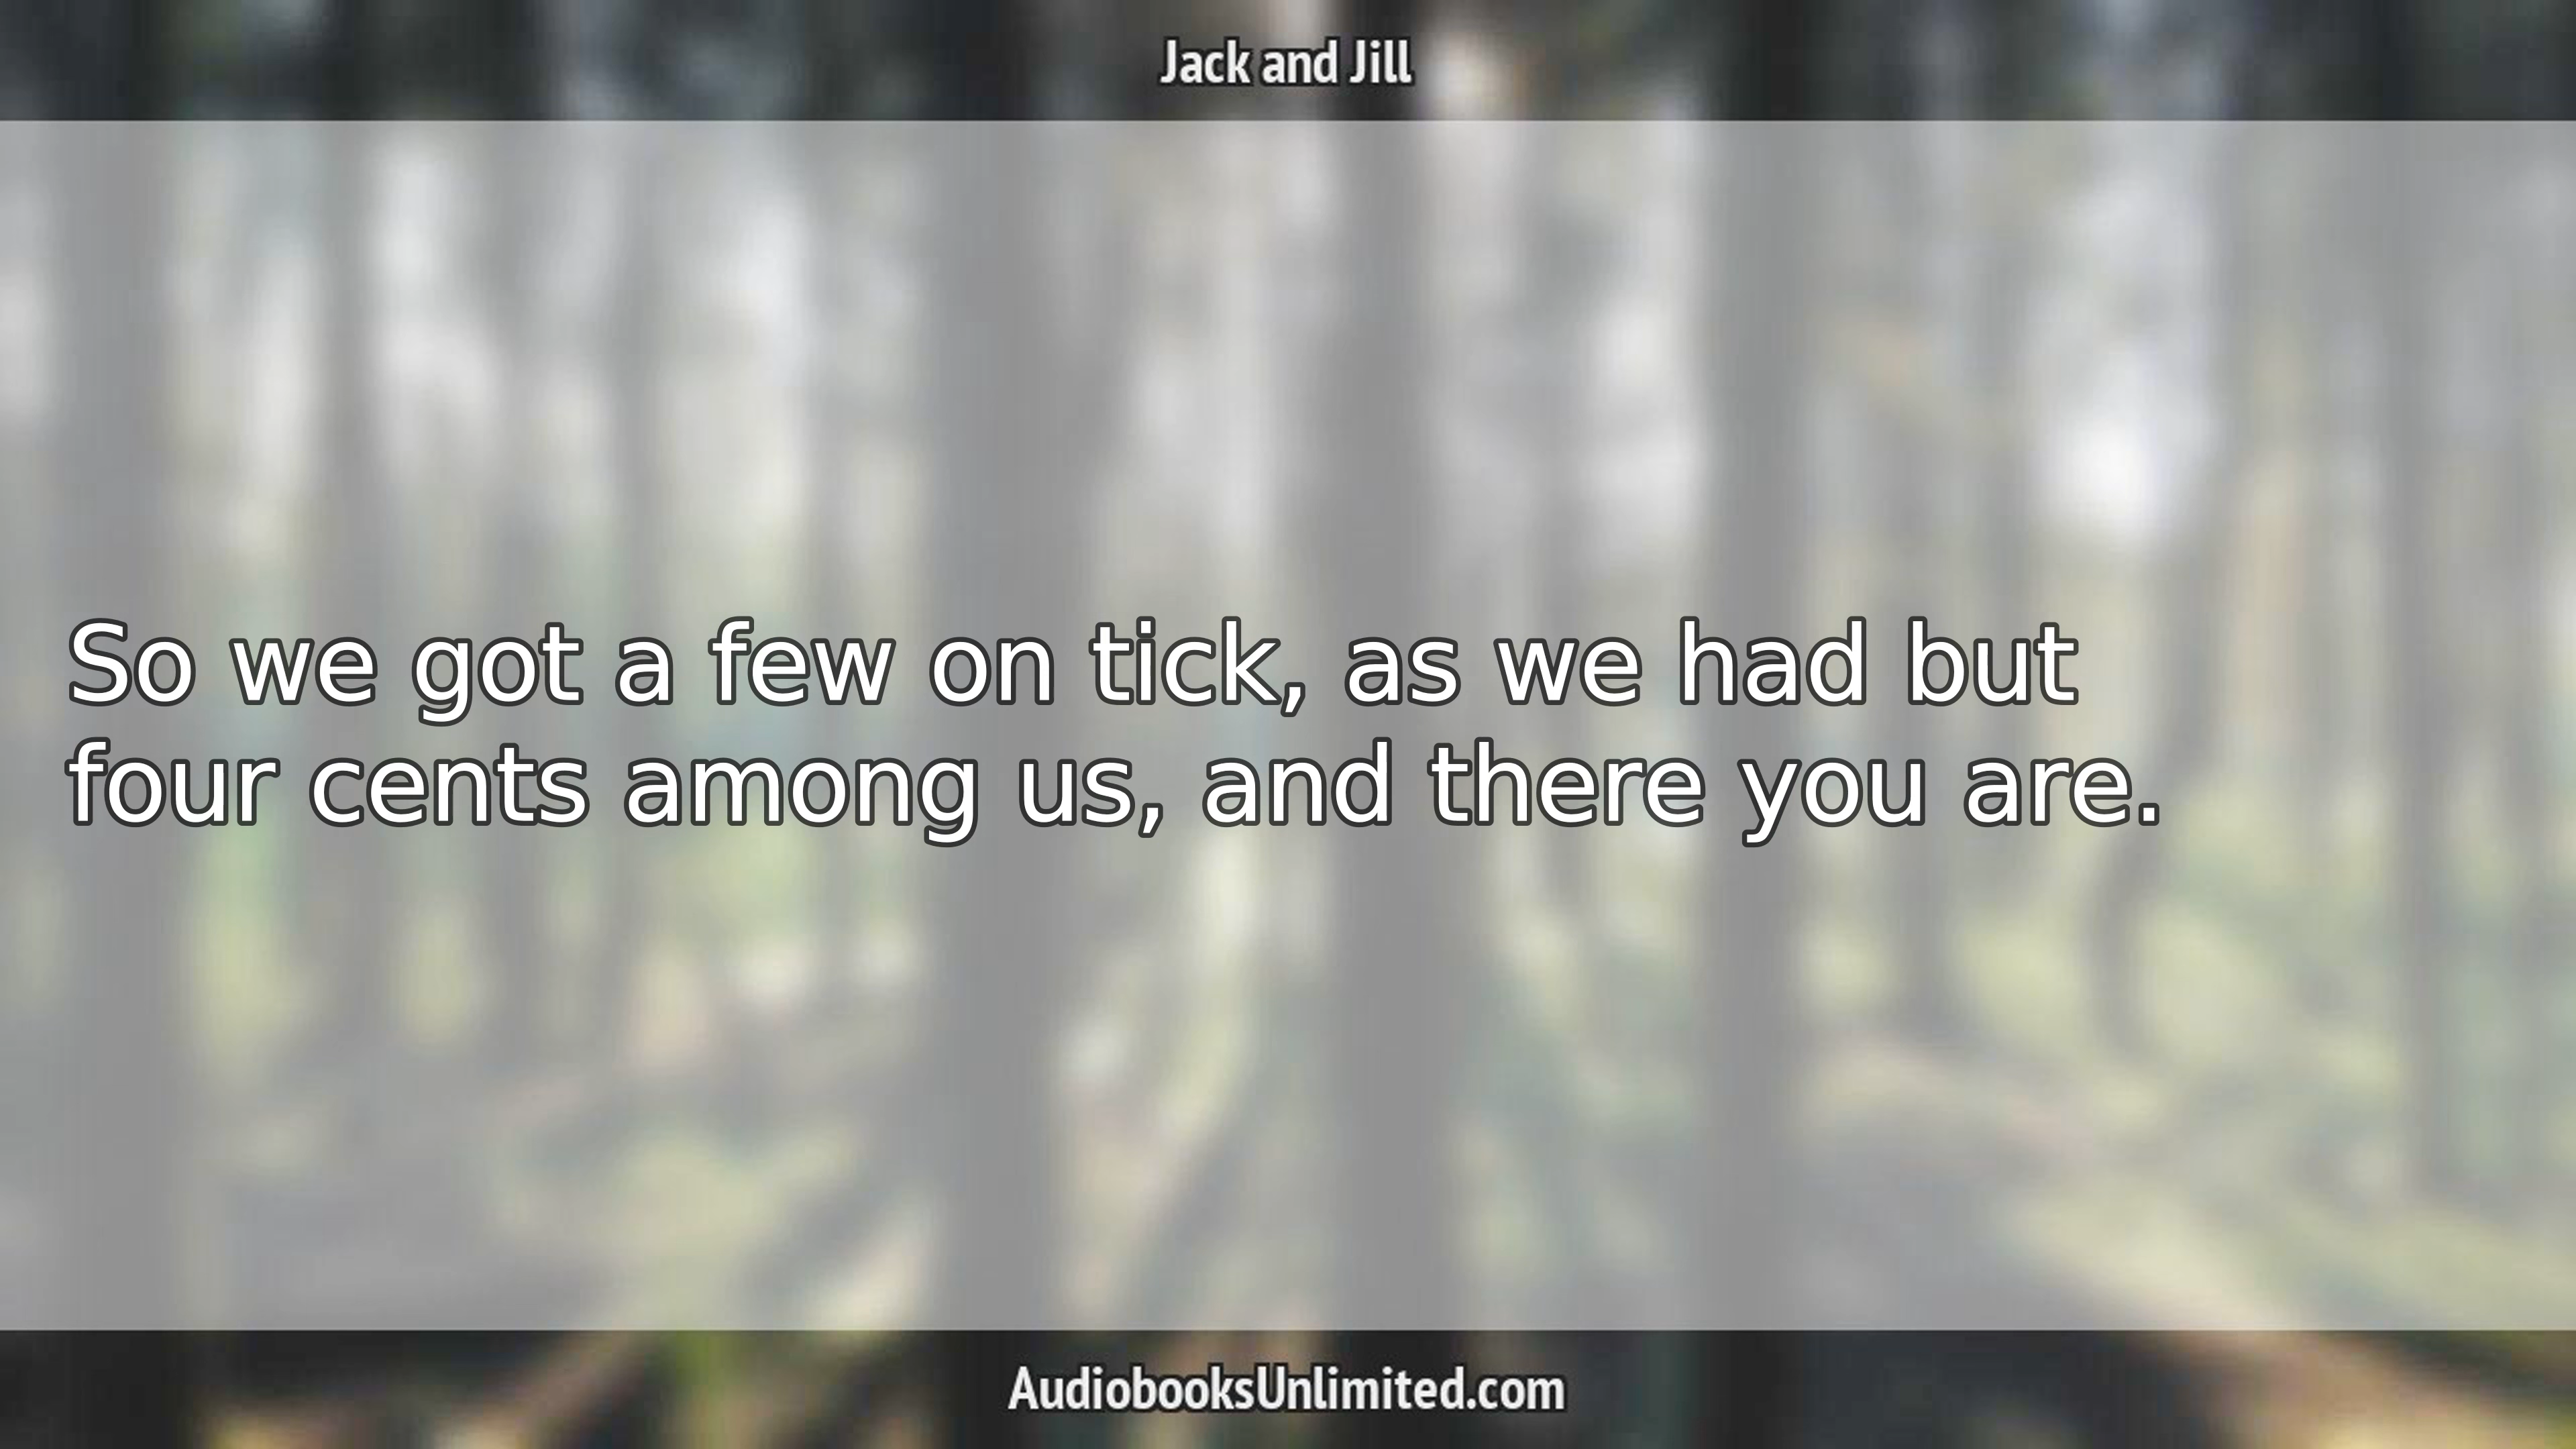 Jack and Jill
So we got a few on tick, as we had but
four cents among us, and there you are.
AudiobooksUnlimited.com